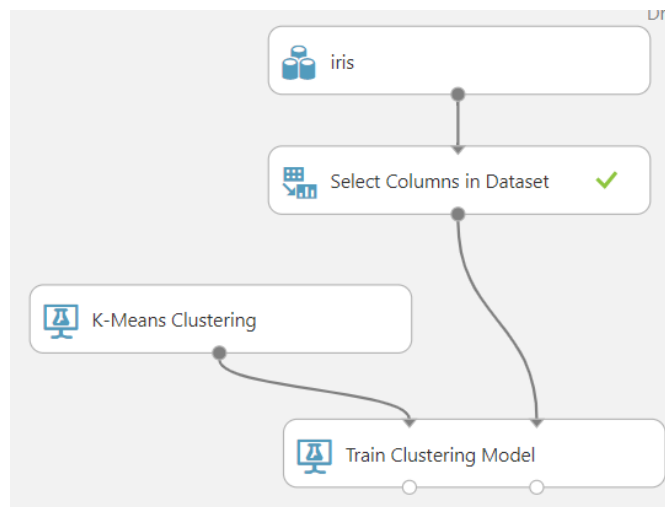 iris
Select Columns in Dataset
K-Means Clustering
Train Clustering Model